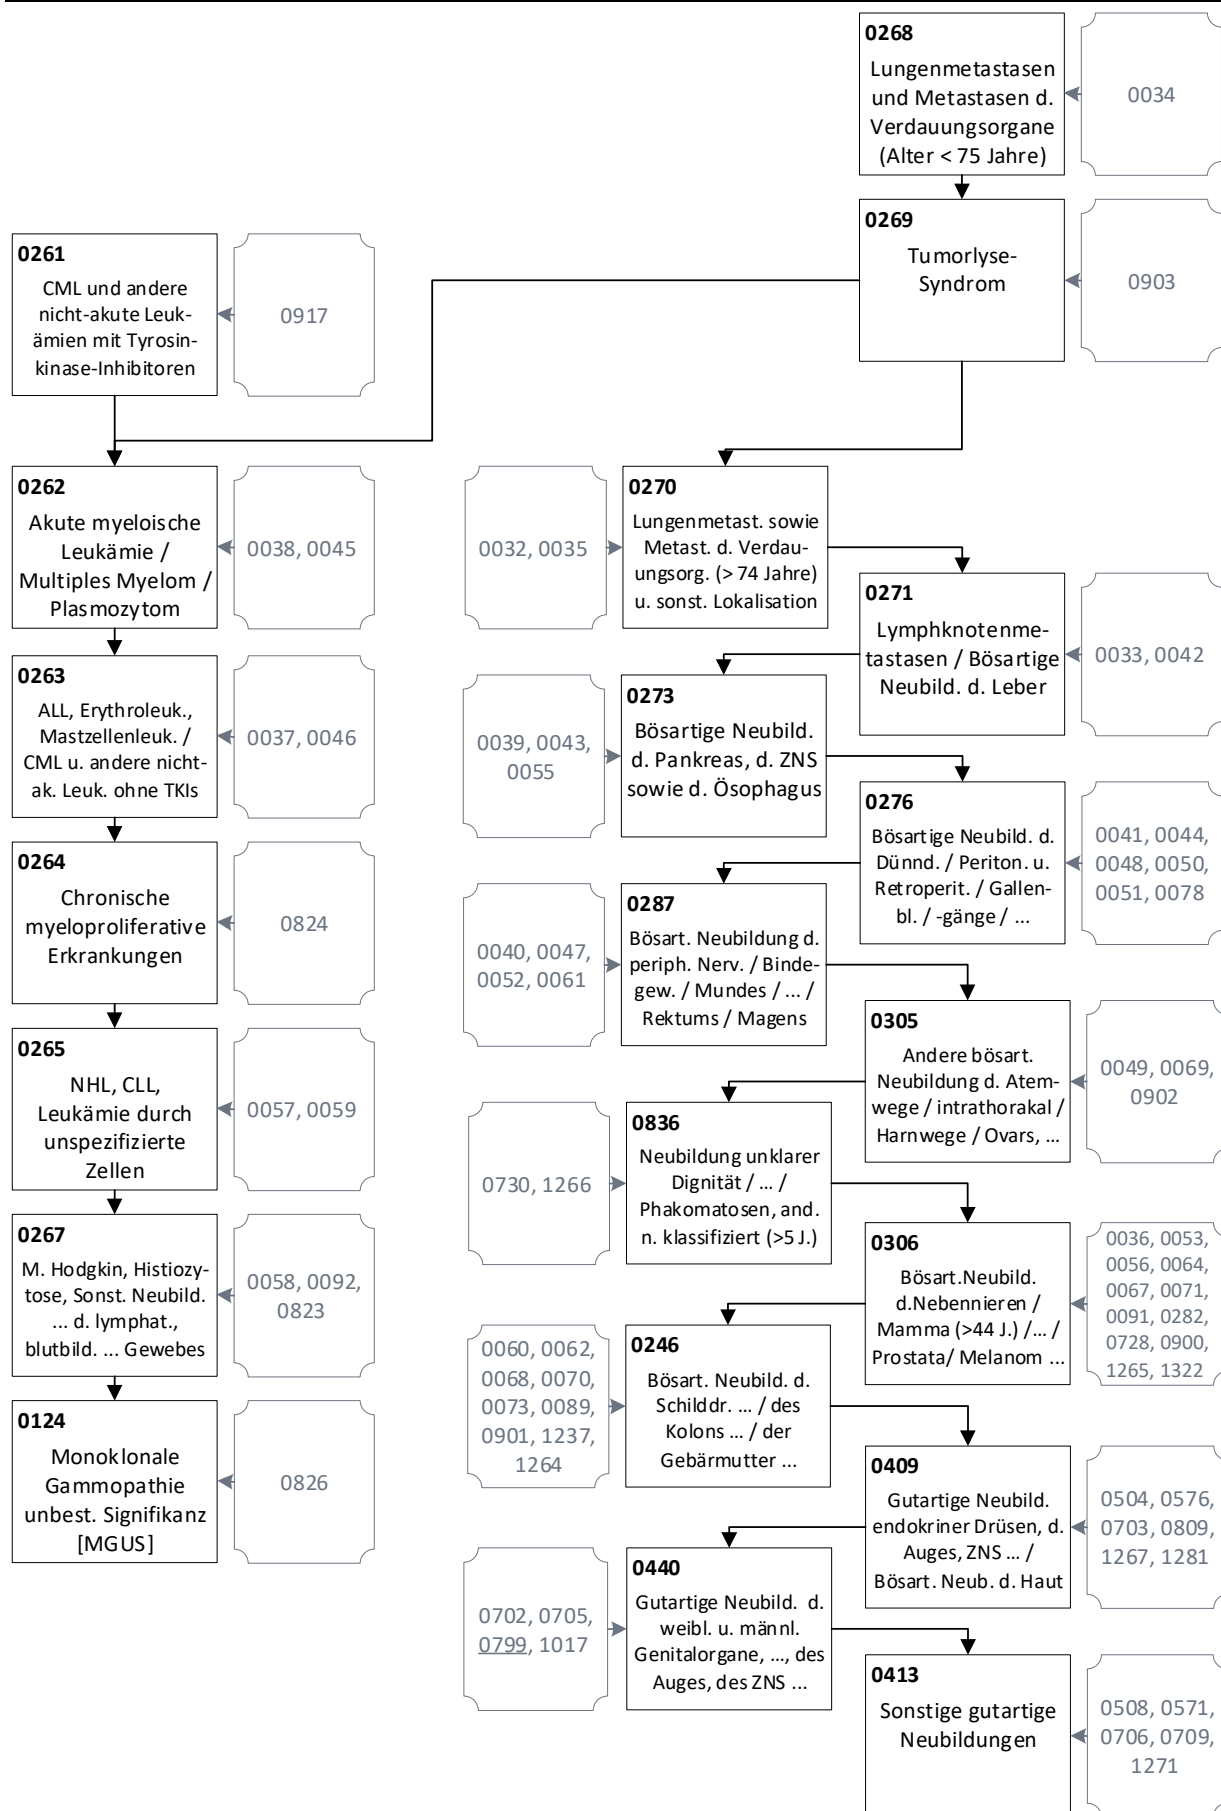 0268
Lungenmetastasen
und Metastasen d.
Verdauungsorgane
(Alter < 75 Jahre)
0034
0269
Tumorlyse-
Syndrom
0903
0261
CML und andere
nicht-akute Leuk-
ämien mit Tyrosin-
kinase-Inhibitoren
0917
0262
Akute myeloische
Leukämie /
Multiples Myelom /
Plasmozytom
0038, 0045
0032, 0035
0270
Lungenmetast. sowie
Metast. d. Verdau-
ungsorg. (> 74 Jahre)
u. sonst. Lokalisation
0271
Lymphknotenme-
tastasen / Bösartige
Neubild. d. Leber
0033, 0042
0263
ALL, Erythroleuk.,
Mastzellenleuk. /
CML u. andere nicht-
ak. Leuk. ohne TKIs
0037, 0046
0039, 0043,
0055
0273
Bösartige Neubild.
d. Pankreas, d. ZNS
sowie d. Ösophagus
0276
Bösartige Neubild. d.
Dünnd. / Periton. u.
Retroperit. / Gallen-
bl. / -gänge / ...
0041, 0044,
0048, 0050,
0051, 0078
0264
Chronische
myeloproliferative
Erkrankungen
0824
0040, 0047,
0052, 0061
0287
Bösart. Neubildung d.
periph. Nerv. / Binde-
gew. / Mundes / ... /
Rektums / Magens
0305
Andere bösart.
Neubildung d. Atem-
wege / intrathorakal /
Harnwege / Ovars, ...
0049, 0069,
0902
0265
NHL, CLL,
Leukämie durch
unspezifizierte
Zellen
0057, 0059
0730, 1266
0836
Neubildung unklarer
Dignität / ... /
Phakomatosen, and.
n. klassifiziert (>5 J.)
0306
Bösart.Neubild.
d.Nebennieren /
Mamma (>44 J.) /... /
Prostata/ Melanom ...
0036, 0053,
0056, 0064,
0067, 0071,
0091, 0282,
0728, 0900,
1265, 1322
0267
M. Hodgkin, Histiozy-
tose, Sonst. Neubild.
... d. lymphat.,
blutbild. ... Gewebes
0058, 0092,
0823
0060, 0062,
0068, 0070,
0073, 0089,
0901, 1237,
1264
0246
Bösart. Neubild. d.
Schilddr. ... / des
Kolons ... / der
Gebärmutter ...
0124
Monoklonale
Gammopathie
unbest. Signifikanz
[MGUS]
0826
0409
Gutartige Neubild.
endokriner Drüsen, d.
Auges, ZNS ... /
Bösart. Neub. d. Haut
0504, 0576,
0703, 0809,
1267, 1281
0702, 0705,
0799, 1017
0440
Gutartige Neubild. d.
weibl. u. männl.
Genitalorgane, ..., des
Auges, des ZNS ...
0413
Sonstige gutartige
Neubildungen
0508, 0571,
0706, 0709,
1271